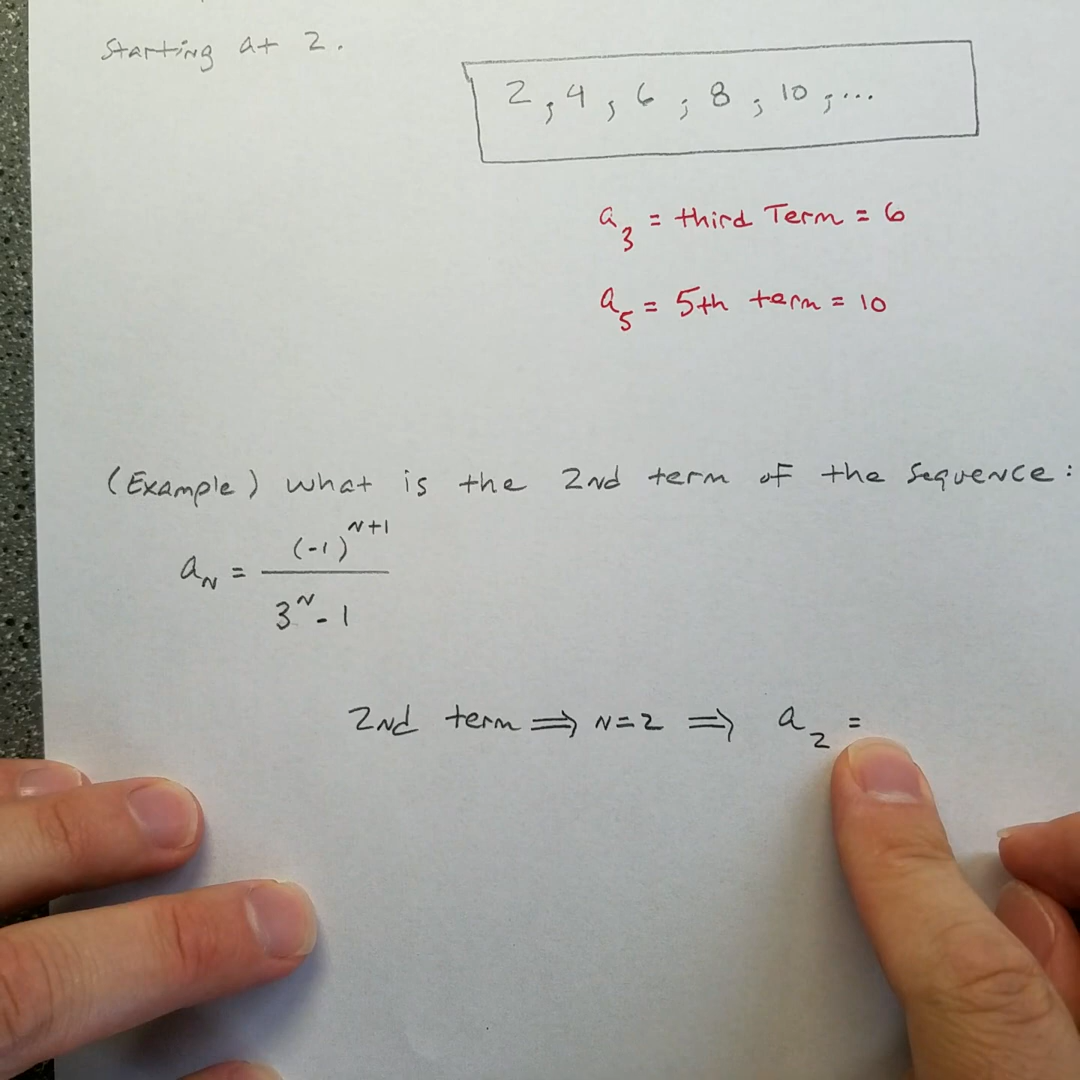 Starting at 2.
2, 4, 6, 8, 10, ...
a₃ = third Term = 6
a₅ = 5th term = 10
(Example) what is the 2nd term of the sequence:
aₙ = (-1)ᴺ⁺¹ / 3ᴺ - 1
2nd term ⟹ N=2 ⟹ a₂ =